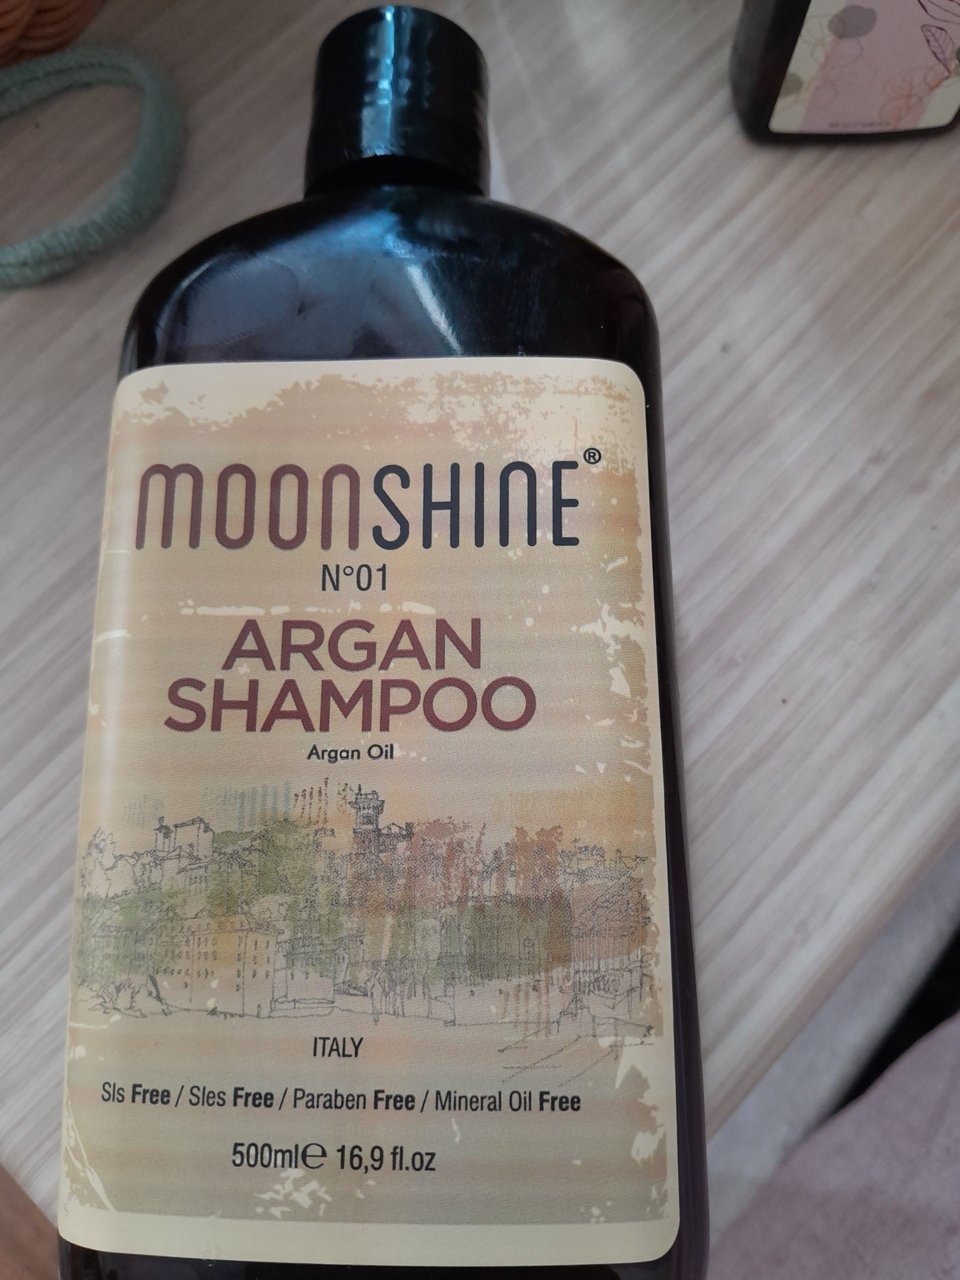 MOONSHINE®
N°01
ARGAN
SHAMPOO
Argan Oil
ITALY
Sls Free / Sles Free / Paraben Free / Mineral Oil Free
500ml℮ 16,9 fl.oz